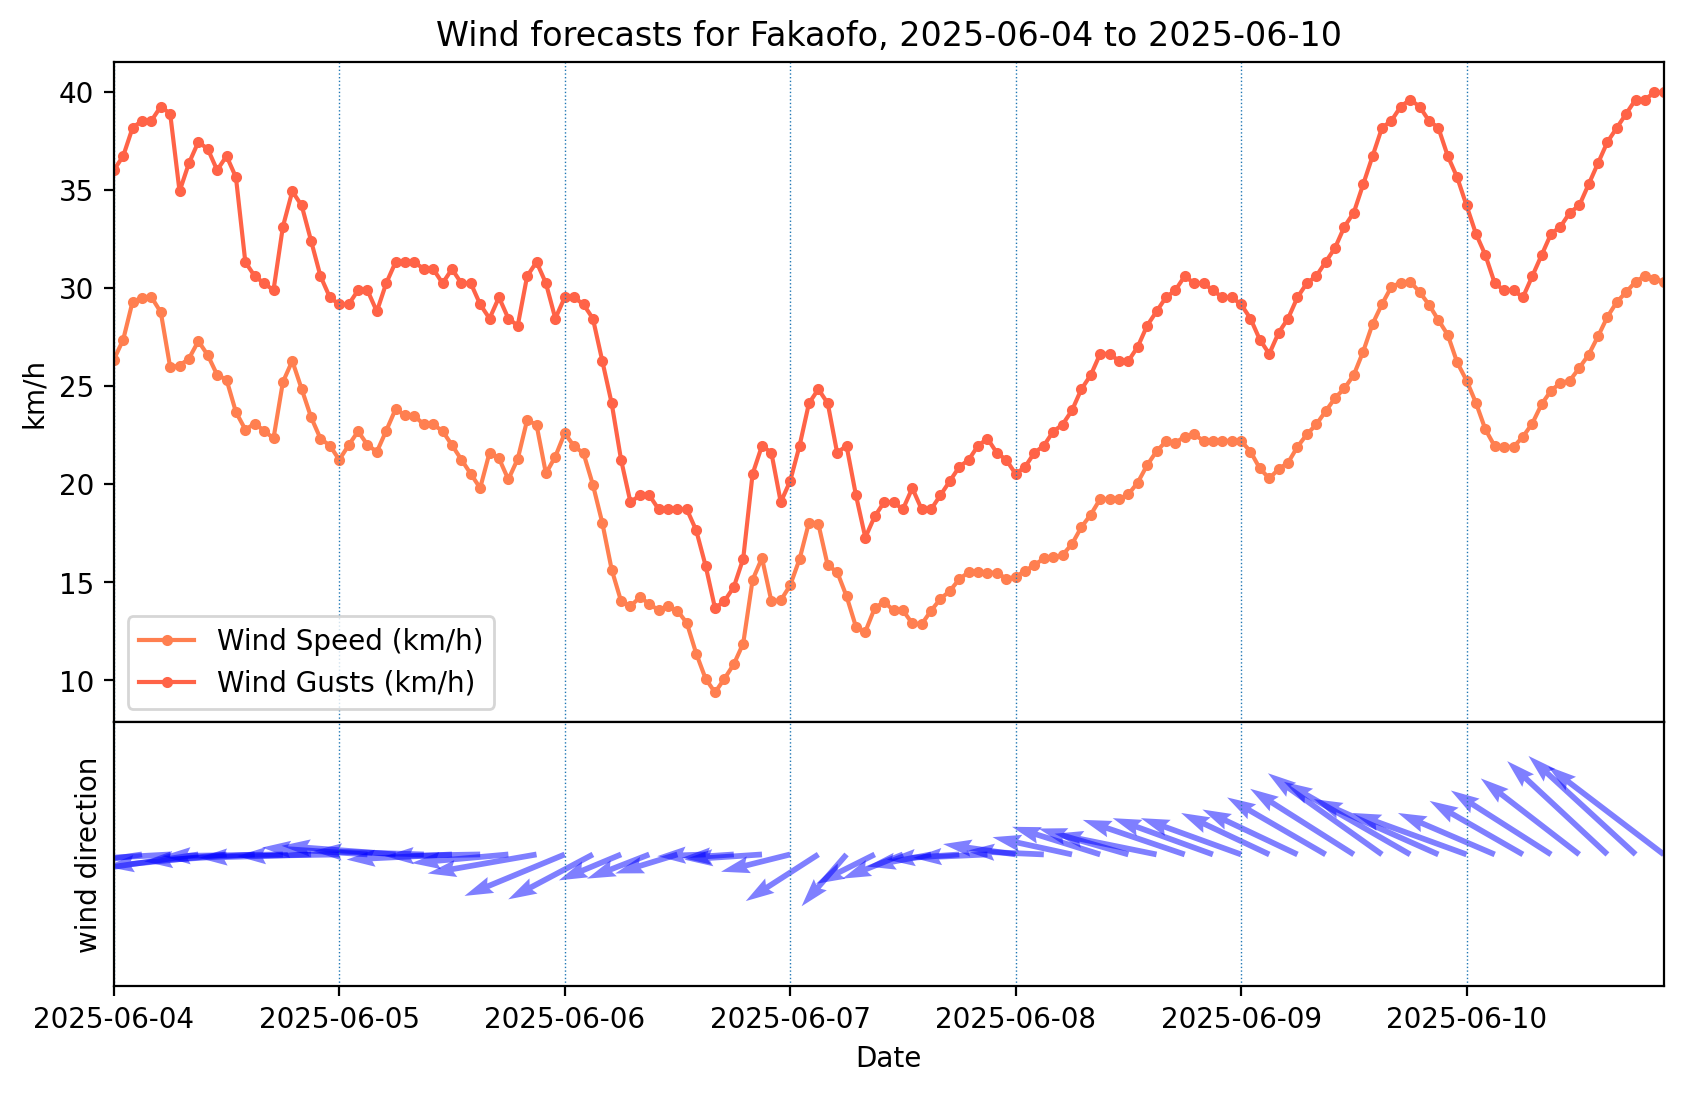 Wind forecasts for Fakaofo, 2025-06-04 to 2025-06-10
40
35
30
25
20
15
10
km/h
Wind Speed (km/h)
Wind Gusts (km/h)
wind direction
2025-06-04 2025-06-05 2025-06-06 2025-06-07 2025-06-08 2025-06-09 2025-06-10
Date